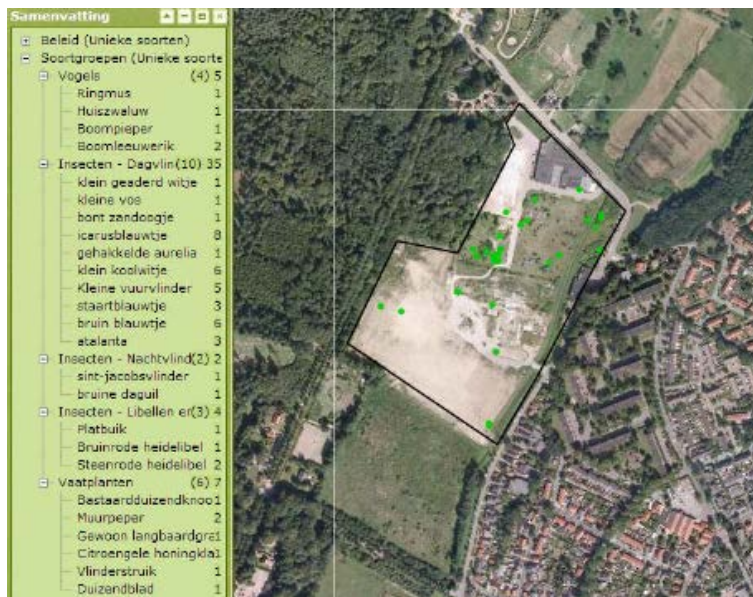 Samenvatting
Beleid (Unieke soorten)
Soortgroepen (Unieke soorte
Vogels (4) 5
Ringmus 1
Huiszwaluw 1
Boompieper 1
Boomleeuwerik 2
Insecten - Dagvlin(10) 35
klein geaderd witje 1
kleine vos 1
bont zandoogje 1
icarusblauwtje 8
gehakkelde aurelia 1
klein koolwitje 6
Kleine vuurvlinder 5
staartblauwtje 3
bruin blauwtje 6
atalanta 3
Insecten - Nachtvlind(2) 2
sint-jacobsvlinder 1
bruine daguil 1
Insecten - Libellen er(3) 4
Platbuik 1
Bruinrode heidelibel 1
Steenrode heidelibel 2
Vaatplanten (6) 7
Bastaardduizendknoo1
Muurpeper 2
Gewoon langbaardgra1
Citroengele honingkla1
Vlinderstruik 1
Duizendblad 1